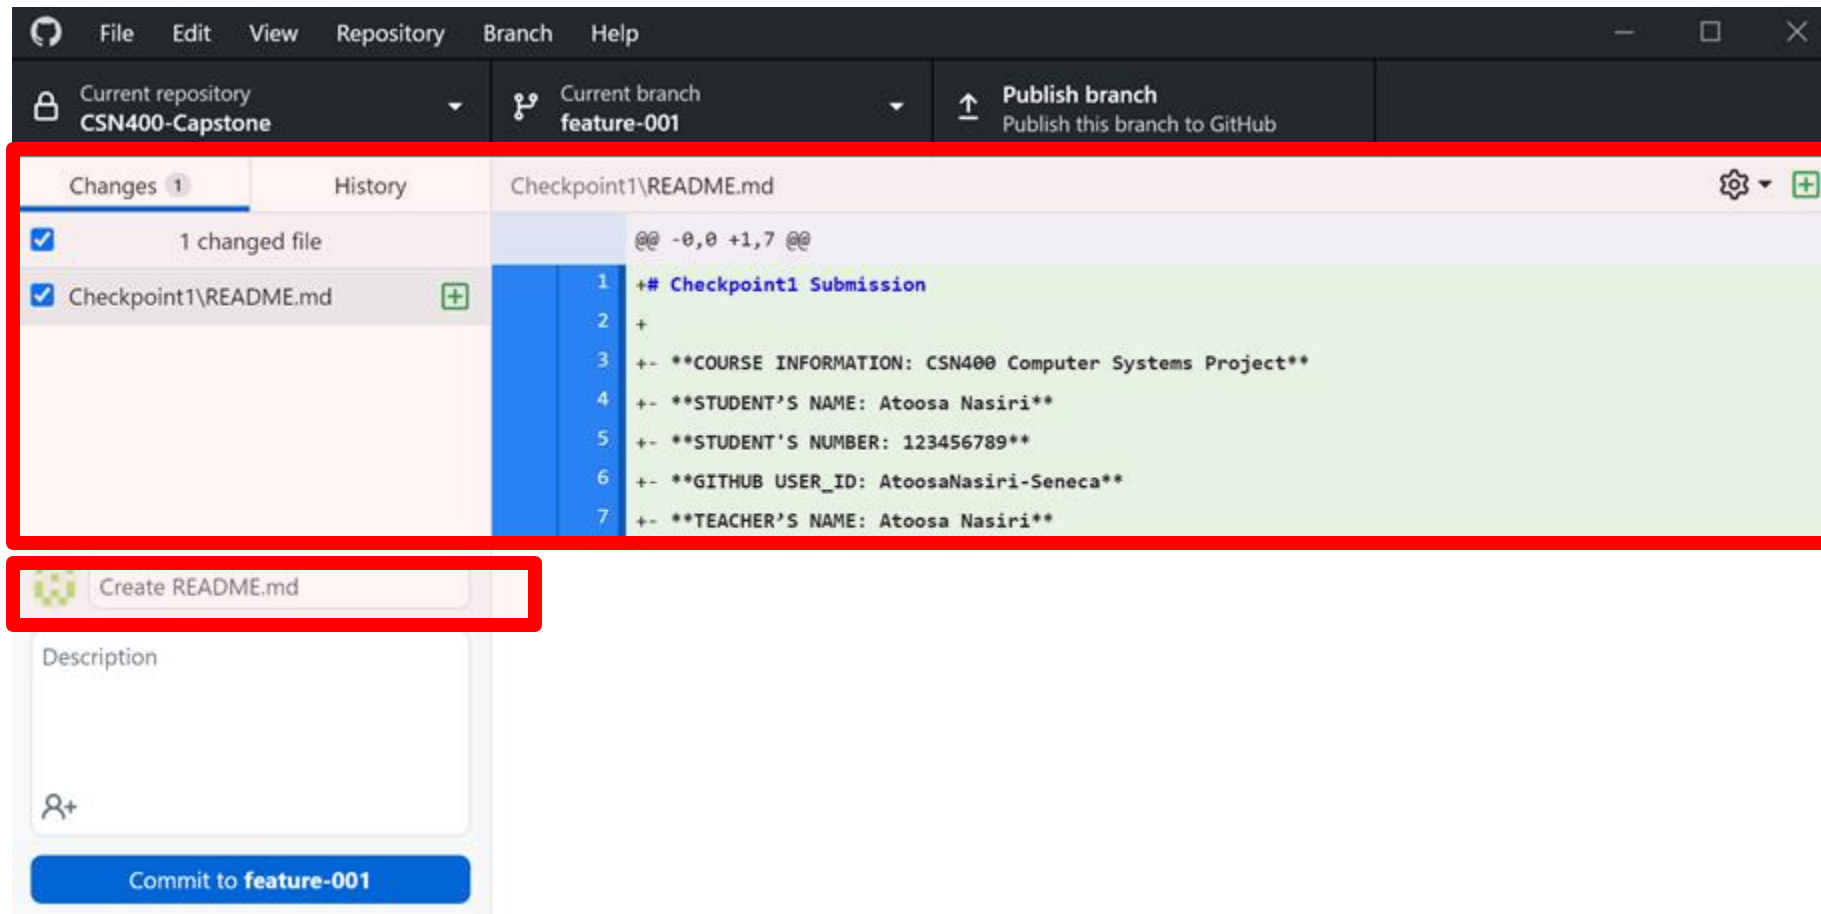 File Edit View Repository Branch Help
Current repository
CSN400-Capstone
Current branch
feature-001
Publish branch
Publish this branch to GitHub
Changes 1
History
Checkpoint1\README.md
1 changed file
Checkpoint1\README.md
@@ -0,0 +1,7 @@
1 +# Checkpoint1 Submission
2 +
3 +- **COURSE INFORMATION: CSN400 Computer Systems Project**
4 +- **STUDENT’S NAME: Atoosa Nasiri**
5 +- **STUDENT'S NUMBER: 123456789**
6 +- **GITHUB USER_ID: AtoosaNasiri-Seneca**
7 +- **TEACHER’S NAME: Atoosa Nasiri**
Create README.md
Description
Commit to feature-001